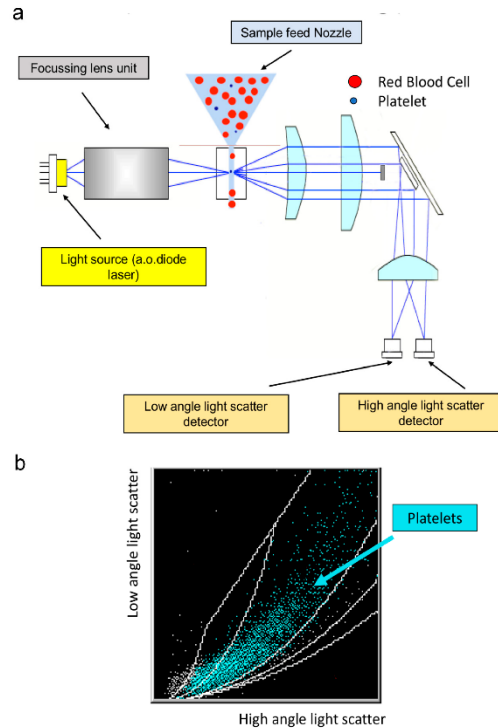 a
Sample feed Nozzle
Focussing lens unit
Red Blood Cell
Platelet
Light source (a.o.diode
laser)
Low angle light scatter
detector
High angle light scatter
detector
b
Low angle light scatter
Platelets
High angle light scatter